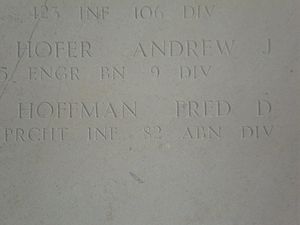 423 INF 106 DIV
HOFER ANDREW J
ENGR BN 9 DIV
HOFFMAN FRED D
PRCHT INF 82 ABN DIV